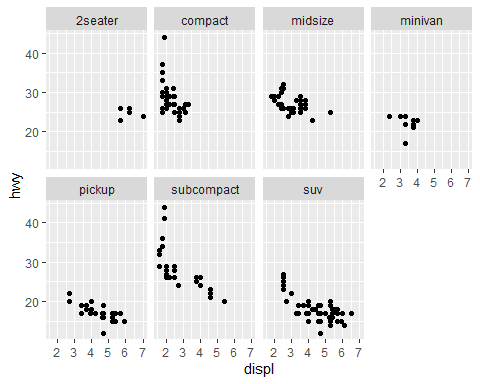 2seater compact midsize minivan
40
30
20
2 3 4 5 6 7
pickup subcompact suv
40
30
20
2 3 4 5 6 7 2 3 4 5 6 7 2 3 4 5 6 7
hwy
displ